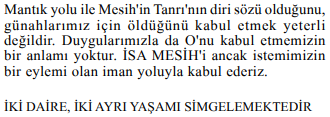 Mantık yolu ile Mesih'in Tanrı'nın diri sözü olduğunu,
günahlarımız için öldüğünü kabul etmek yeterli
değildir. Duygularımızla da O'nu kabul etmemizin
bir anlamı yoktur. İSA MESİH'i ancak istemimizin
bir eylemi olan iman yoluyla kabul ederiz.
İKİ DAİRE, İKİ AYRI YAŞAMI SİMGELEMEKTEDİR